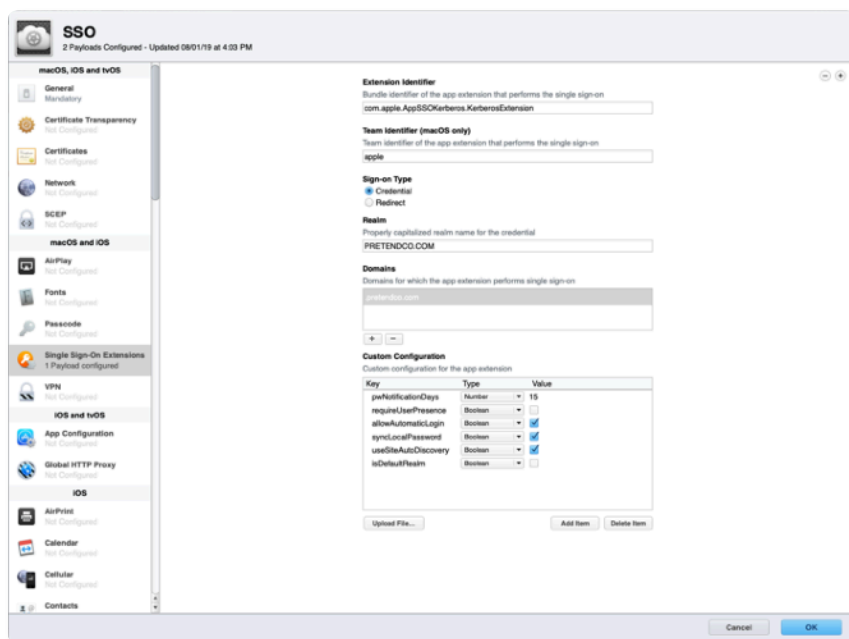 SSO
2 Payloads Configured - Updated 08/01/19 at 4:03 PM
macOS, iOS and tvOS
General
Mandatory
Certificate Transparency
Not Configured
Certificates
Not Configured
Network
Not Configured
SCEP
Not Configured
macOS and iOS
AirPlay
Not Configured
Fonts
Not Configured
Passcode
Not Configured
Single Sign-On Extensions
1 Payload configured
VPN
Not Configured
iOS and tvOS
App Configuration
Not Configured
Global HTTP Proxy
Not Configured
iOS
AirPrint
Not Configured
Calendar
Not Configured
Cellular
Not Configured
Contacts
Extension Identifier
Bundle identifier of the app extension that performs the single sign-on
com.apple.AppSSOKerberos.KerberosExtension
Team Identifier (macOS only)
Team identifier of the app extension that performs the single sign-on
apple
Sign-on Type
Credential
Redirect
Realm
Properly capitalized realm name for the credential
PRETENDCO.COM
Domains
Domains for which the app extension performs single sign-on
pretendco.com
+ −
Custom Configuration
Custom configuration for the app extension
Key Type Value
pwNotificationDays Number 15
requireUserPresence Boolean
allowAutomaticLogin Boolean
syncLocalPassword Boolean
useSiteAutoDiscovery Boolean
isDefaultRealm Boolean
Upload File... Add Item Delete Item
Cancel OK